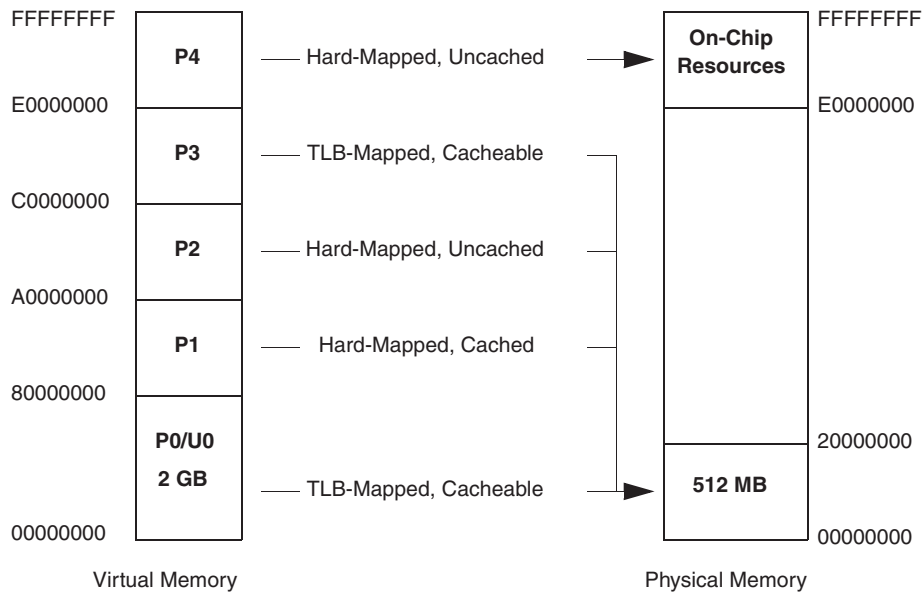 FFFFFFFF
P4
Hard-Mapped, Uncached
On-Chip
Resources
FFFFFFFF
E0000000
E0000000
P3
TLB-Mapped, Cacheable
C0000000
P2
Hard-Mapped, Uncached
A0000000
P1
Hard-Mapped, Cached
80000000
P0/U0
2 GB
TLB-Mapped, Cacheable
20000000
512 MB
00000000
00000000
Virtual Memory
Physical Memory